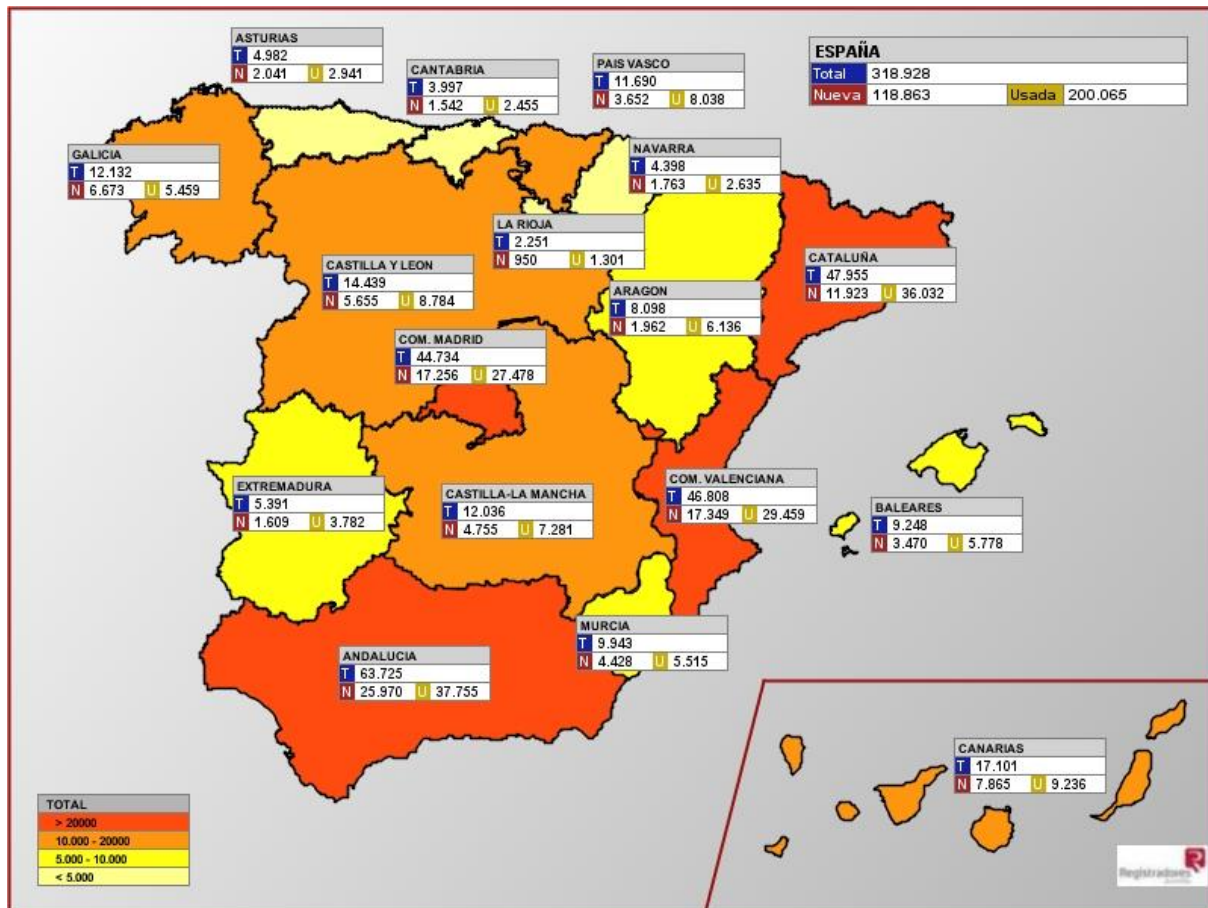 ASTURIAS
T 4.982
N 2.041 U 2.941
CANTABRIA
T 3.997
N 1.542 U 2.455
PAIS VASCO
T 11.690
N 3.652 U 8.038
ESPAÑA
Total 318.928
Nueva 118.863 Usada 200.065
GALICIA
T 12.132
N 6.673 U 5.459
NAVARRA
T 4.398
N 1.763 U 2.635
LA RIOJA
T 2.251
N 950 U 1.301
CASTILLA Y LEON
T 14.439
N 5.655 U 8.784
ARAGON
T 8.098
N 1.962 U 6.136
CATALUÑA
T 47.955
N 11.923 U 36.032
COM. MADRID
T 44.734
N 17.256 U 27.478
EXTREMADURA
T 5.391
N 1.609 U 3.782
CASTILLA-LA MANCHA
T 12.036
N 4.755 U 7.281
COM. VALENCIANA
T 46.808
N 17.349 U 29.459
BALEARES
T 9.248
N 3.470 U 5.778
MURCIA
T 9.943
N 4.428 U 5.515
ANDALUCIA
T 63.725
N 25.970 U 37.755
CANARIAS
T 17.101
N 7.865 U 9.236
TOTAL
> 20000
10.000 - 20000
5.000 - 10.000
< 5.000
Registradores